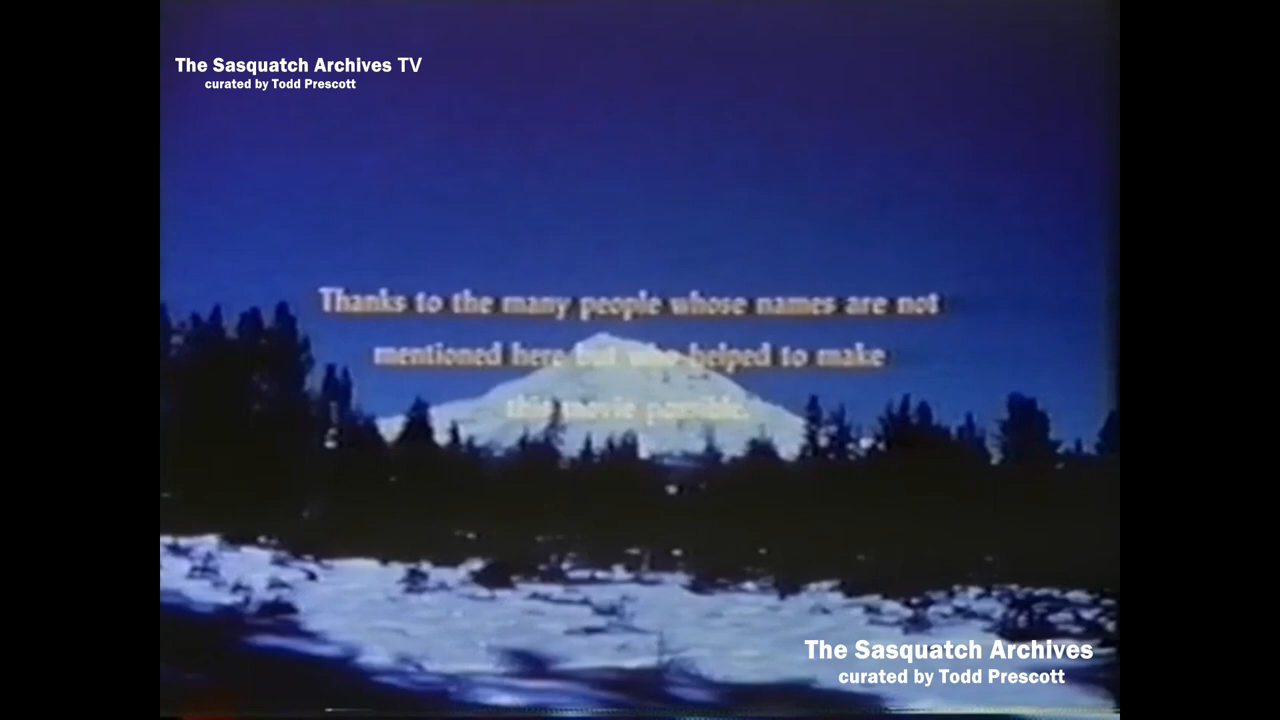 The Sasquatch Archives TV
curated by Todd Prescott
Thanks to the many people whose names are not
mentioned here but who helped to make
this movie possible.
The Sasquatch Archives
curated by Todd Prescott